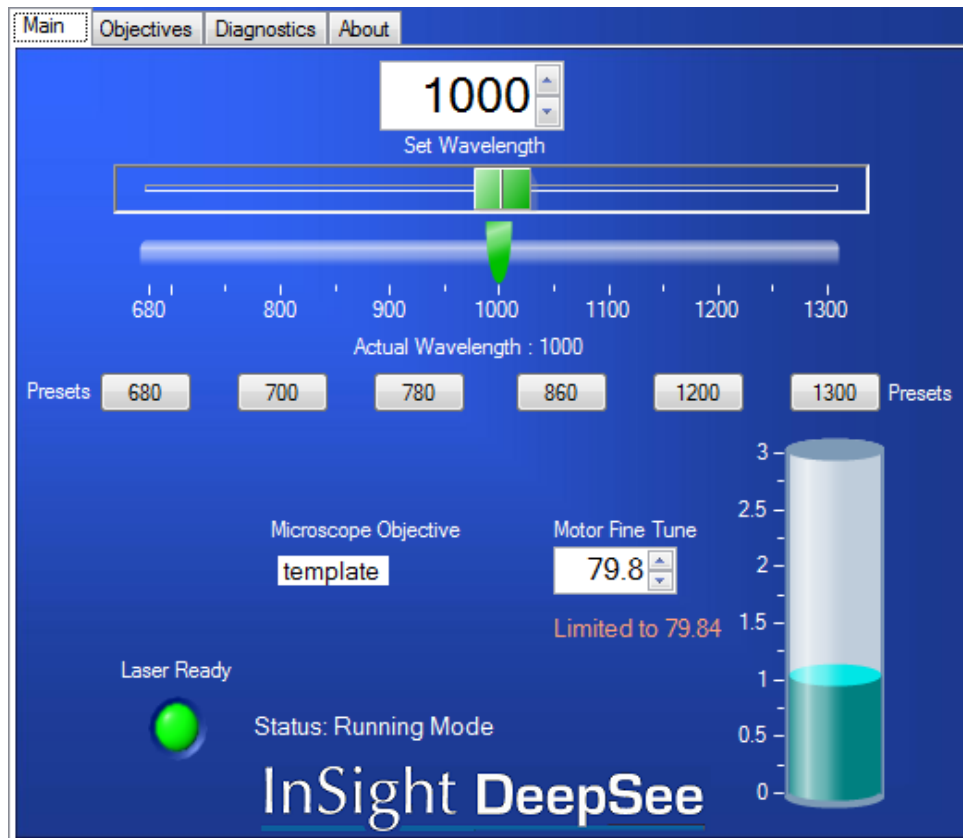 Main Objectives Diagnostics About
1000
Set Wavelength
680 800 900 1000 1100 1200 1300
Actual Wavelength : 1000
Presets 680 700 780 860 1200 1300 Presets
3
2.5
Microscope Objective Motor Fine Tune
template 79.8 2
Limited to 79.84 1.5
Laser Ready 1
Status: Running Mode 0.5
InSight DeepSee 0